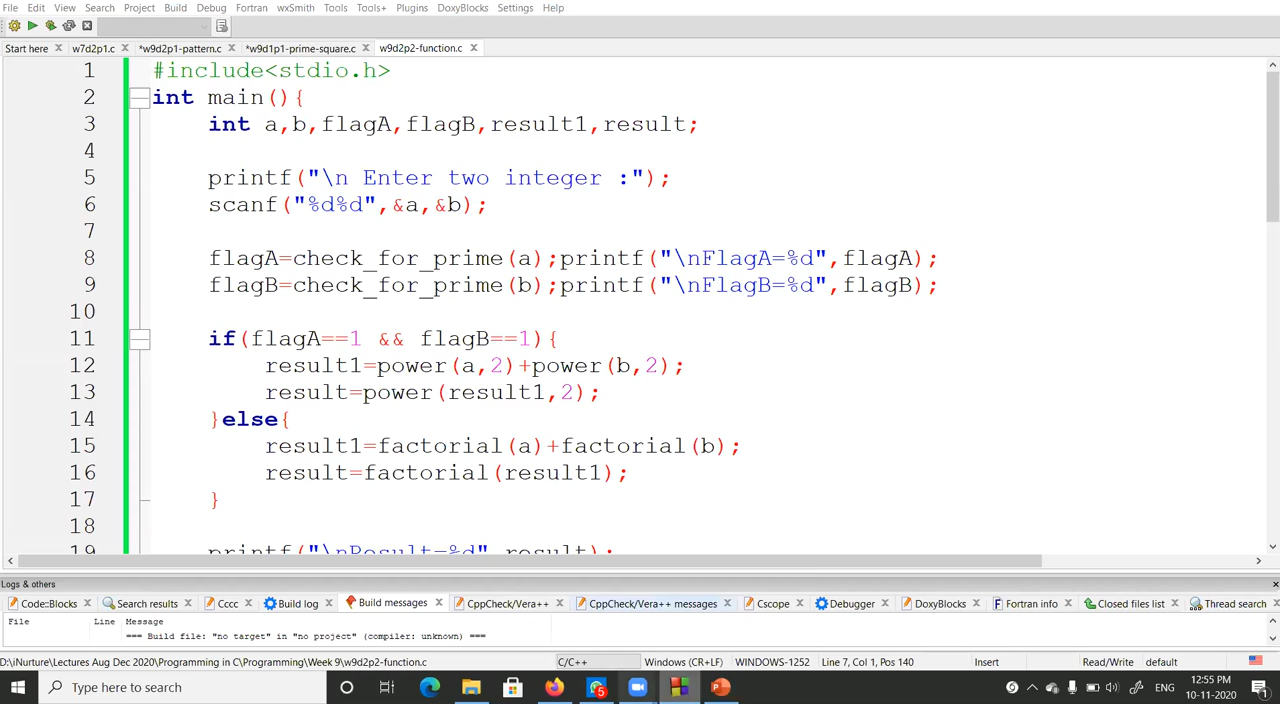 File Edit View Search Project Build Debug Fortran wxSmith Tools Tools+ Plugins DoxyBlocks Settings Help
Start here w7d2p1.c *w9d2p1-pattern.c *w9d1p1-prime-square.c w9d2p2-function.c
1 #include<stdio.h>
2 int main(){
3 int a,b,flagA,flagB,result1,result;
4
5 printf("\n Enter two integer :");
6 scanf("%d%d",&a,&b);
7
8 flagA=check_for_prime(a);printf("\nFlagA=%d",flagA);
9 flagB=check_for_prime(b);printf("\nFlagB=%d",flagB);
10
11 if(flagA==1 && flagB==1){
12 result1=power(a,2)+power(b,2);
13 result=power(result1,2);
14 }else{
15 result1=factorial(a)+factorial(b);
16 result=factorial(result1);
17 }
18
19 printf("\nResult=%d",result);
Logs & others
Code::Blocks Search results Cccc Build log Build messages CppCheck/Vera++ CppCheck/Vera++ messages Cscope Debugger DoxyBlocks Fortran info Closed files list Thread search
File Line Message
=== Build file: "no target" in "no project" (compiler: unknown) ===
D:\iNurture\Lectures Aug Dec 2020\Programming in C\Programming\Week 9\w9d2p2-function.c C/C++ Windows (CR+LF) WINDOWS-1252 Line 7, Col 1, Pos 140 Insert Read/Write default
Type here to search 5 ENG 12:55 PM
10-11-2020 1